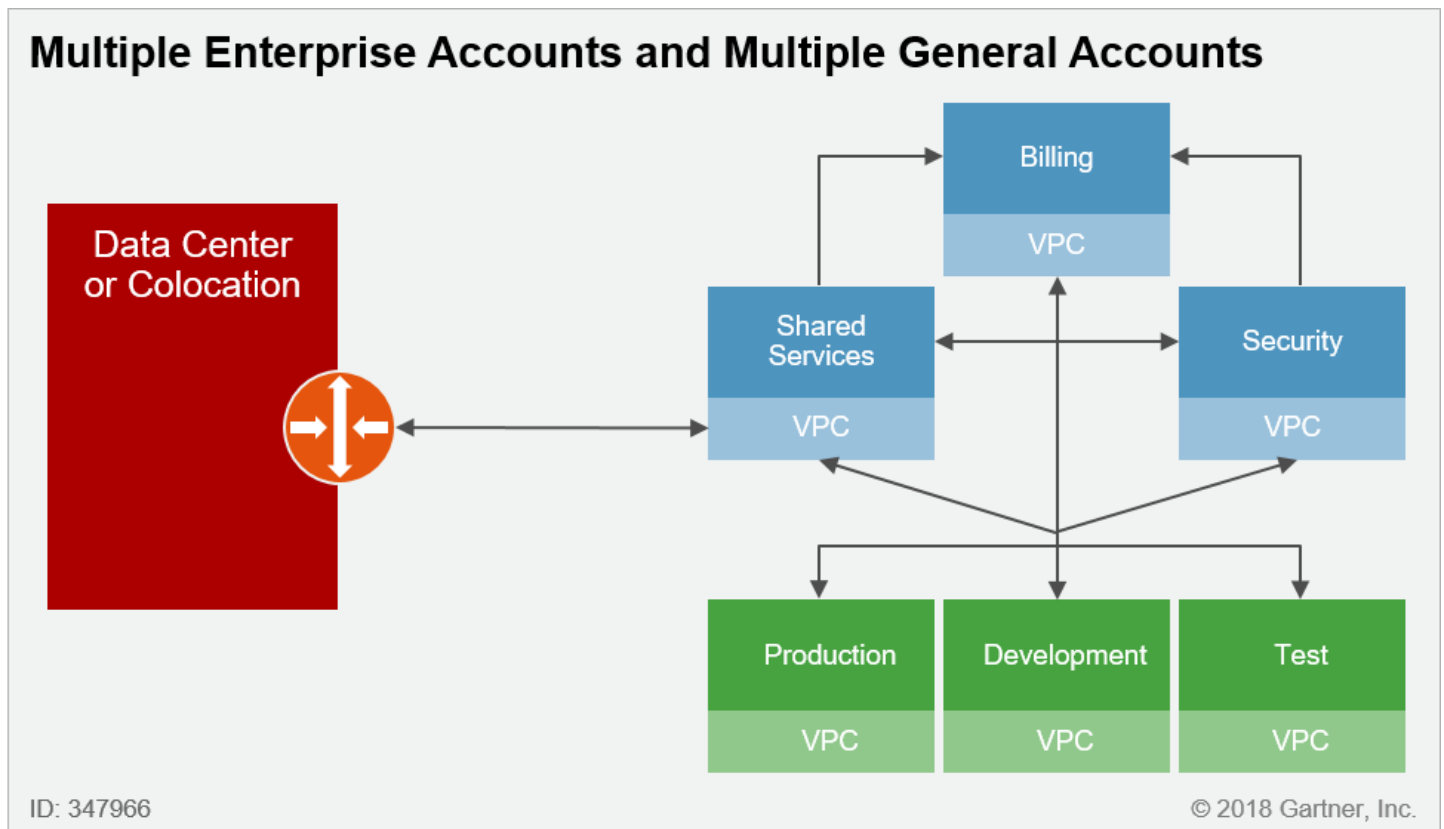 Multiple Enterprise Accounts and Multiple General Accounts
Billing
VPC
Data Center
or Colocation
Shared
Services
VPC
Security
VPC
Production
VPC
Development
VPC
Test
VPC
ID: 347966
© 2018 Gartner, Inc.